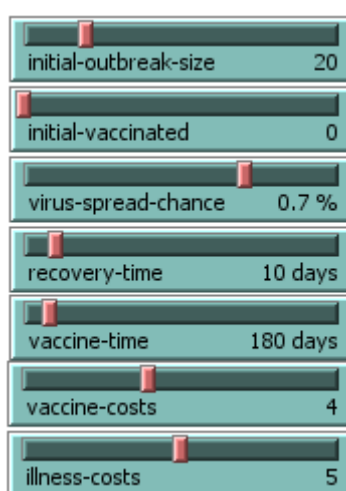 initial-outbreak-size 20
initial-vaccinated 0
virus-spread-chance 0.7 %
recovery-time 10 days
vaccine-time 180 days
vaccine-costs 4
illness-costs 5